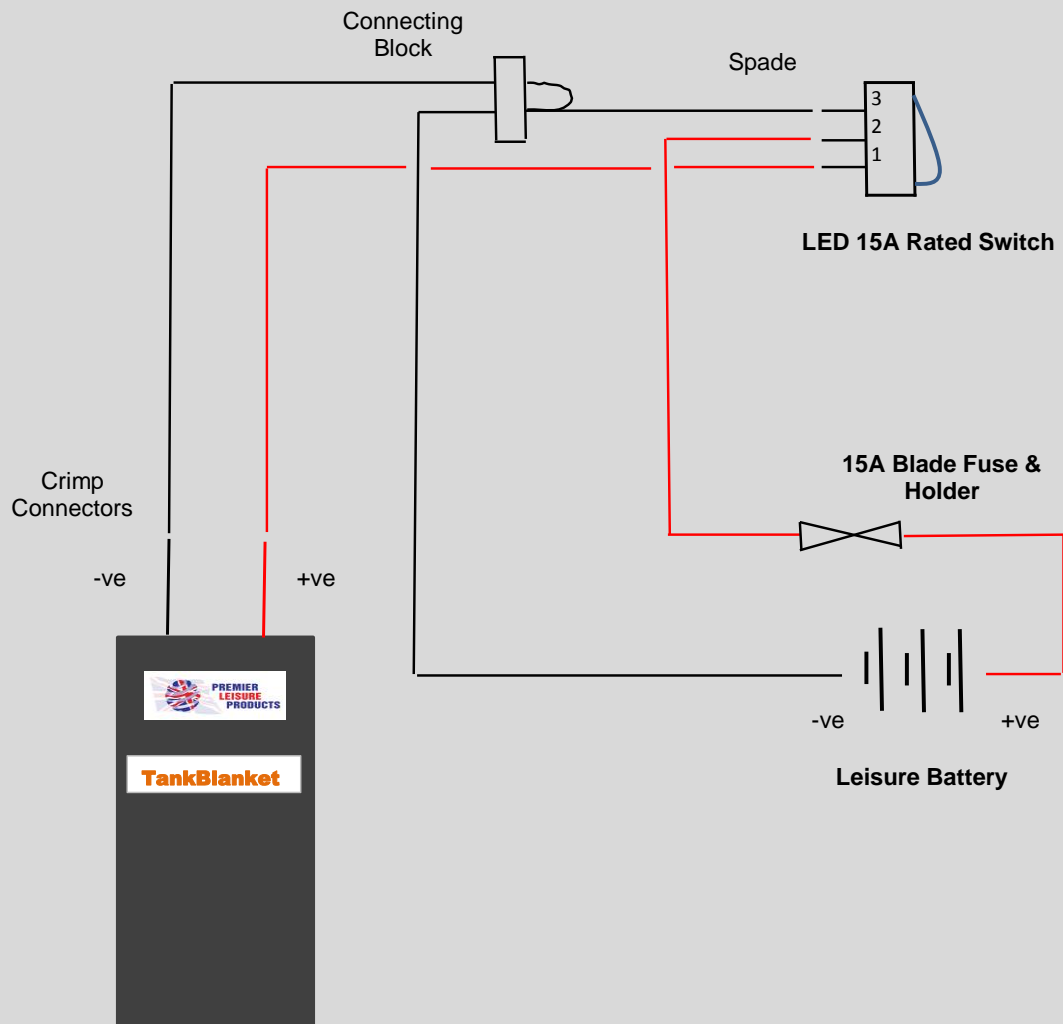 Connecting
Block
Spade
3
2
1
LED 15A Rated Switch
Crimp
Connectors
15A Blade Fuse &
Holder
-ve
+ve
PREMIER
LEISURE
PRODUCTS
TankBlanket
-ve
+ve
Leisure Battery